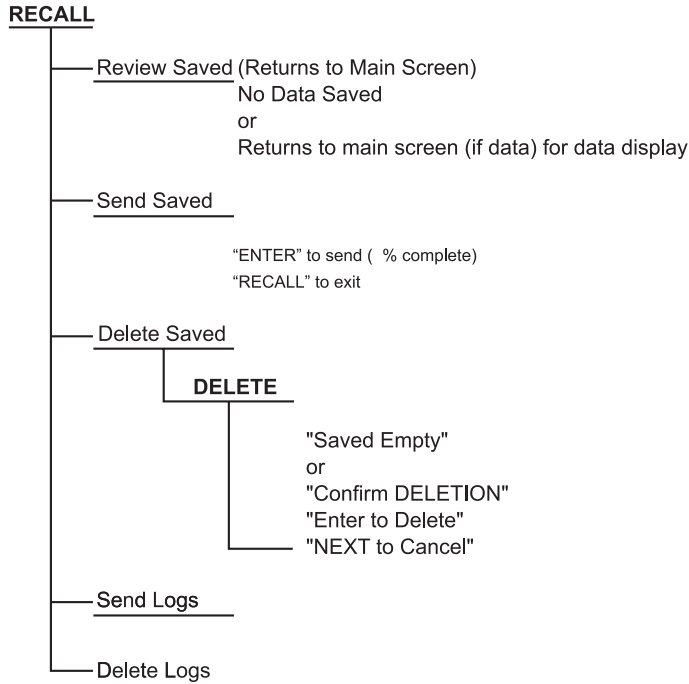 RECALL
Review Saved (Returns to Main Screen)
No Data Saved
or
Returns to main screen (if data) for data display
Send Saved
“ENTER” to send ( % complete)
“RECALL” to exit
Delete Saved
DELETE
"Saved Empty"
or
"Confirm DELETION"
"Enter to Delete"
"NEXT to Cancel"
Send Logs
Delete Logs